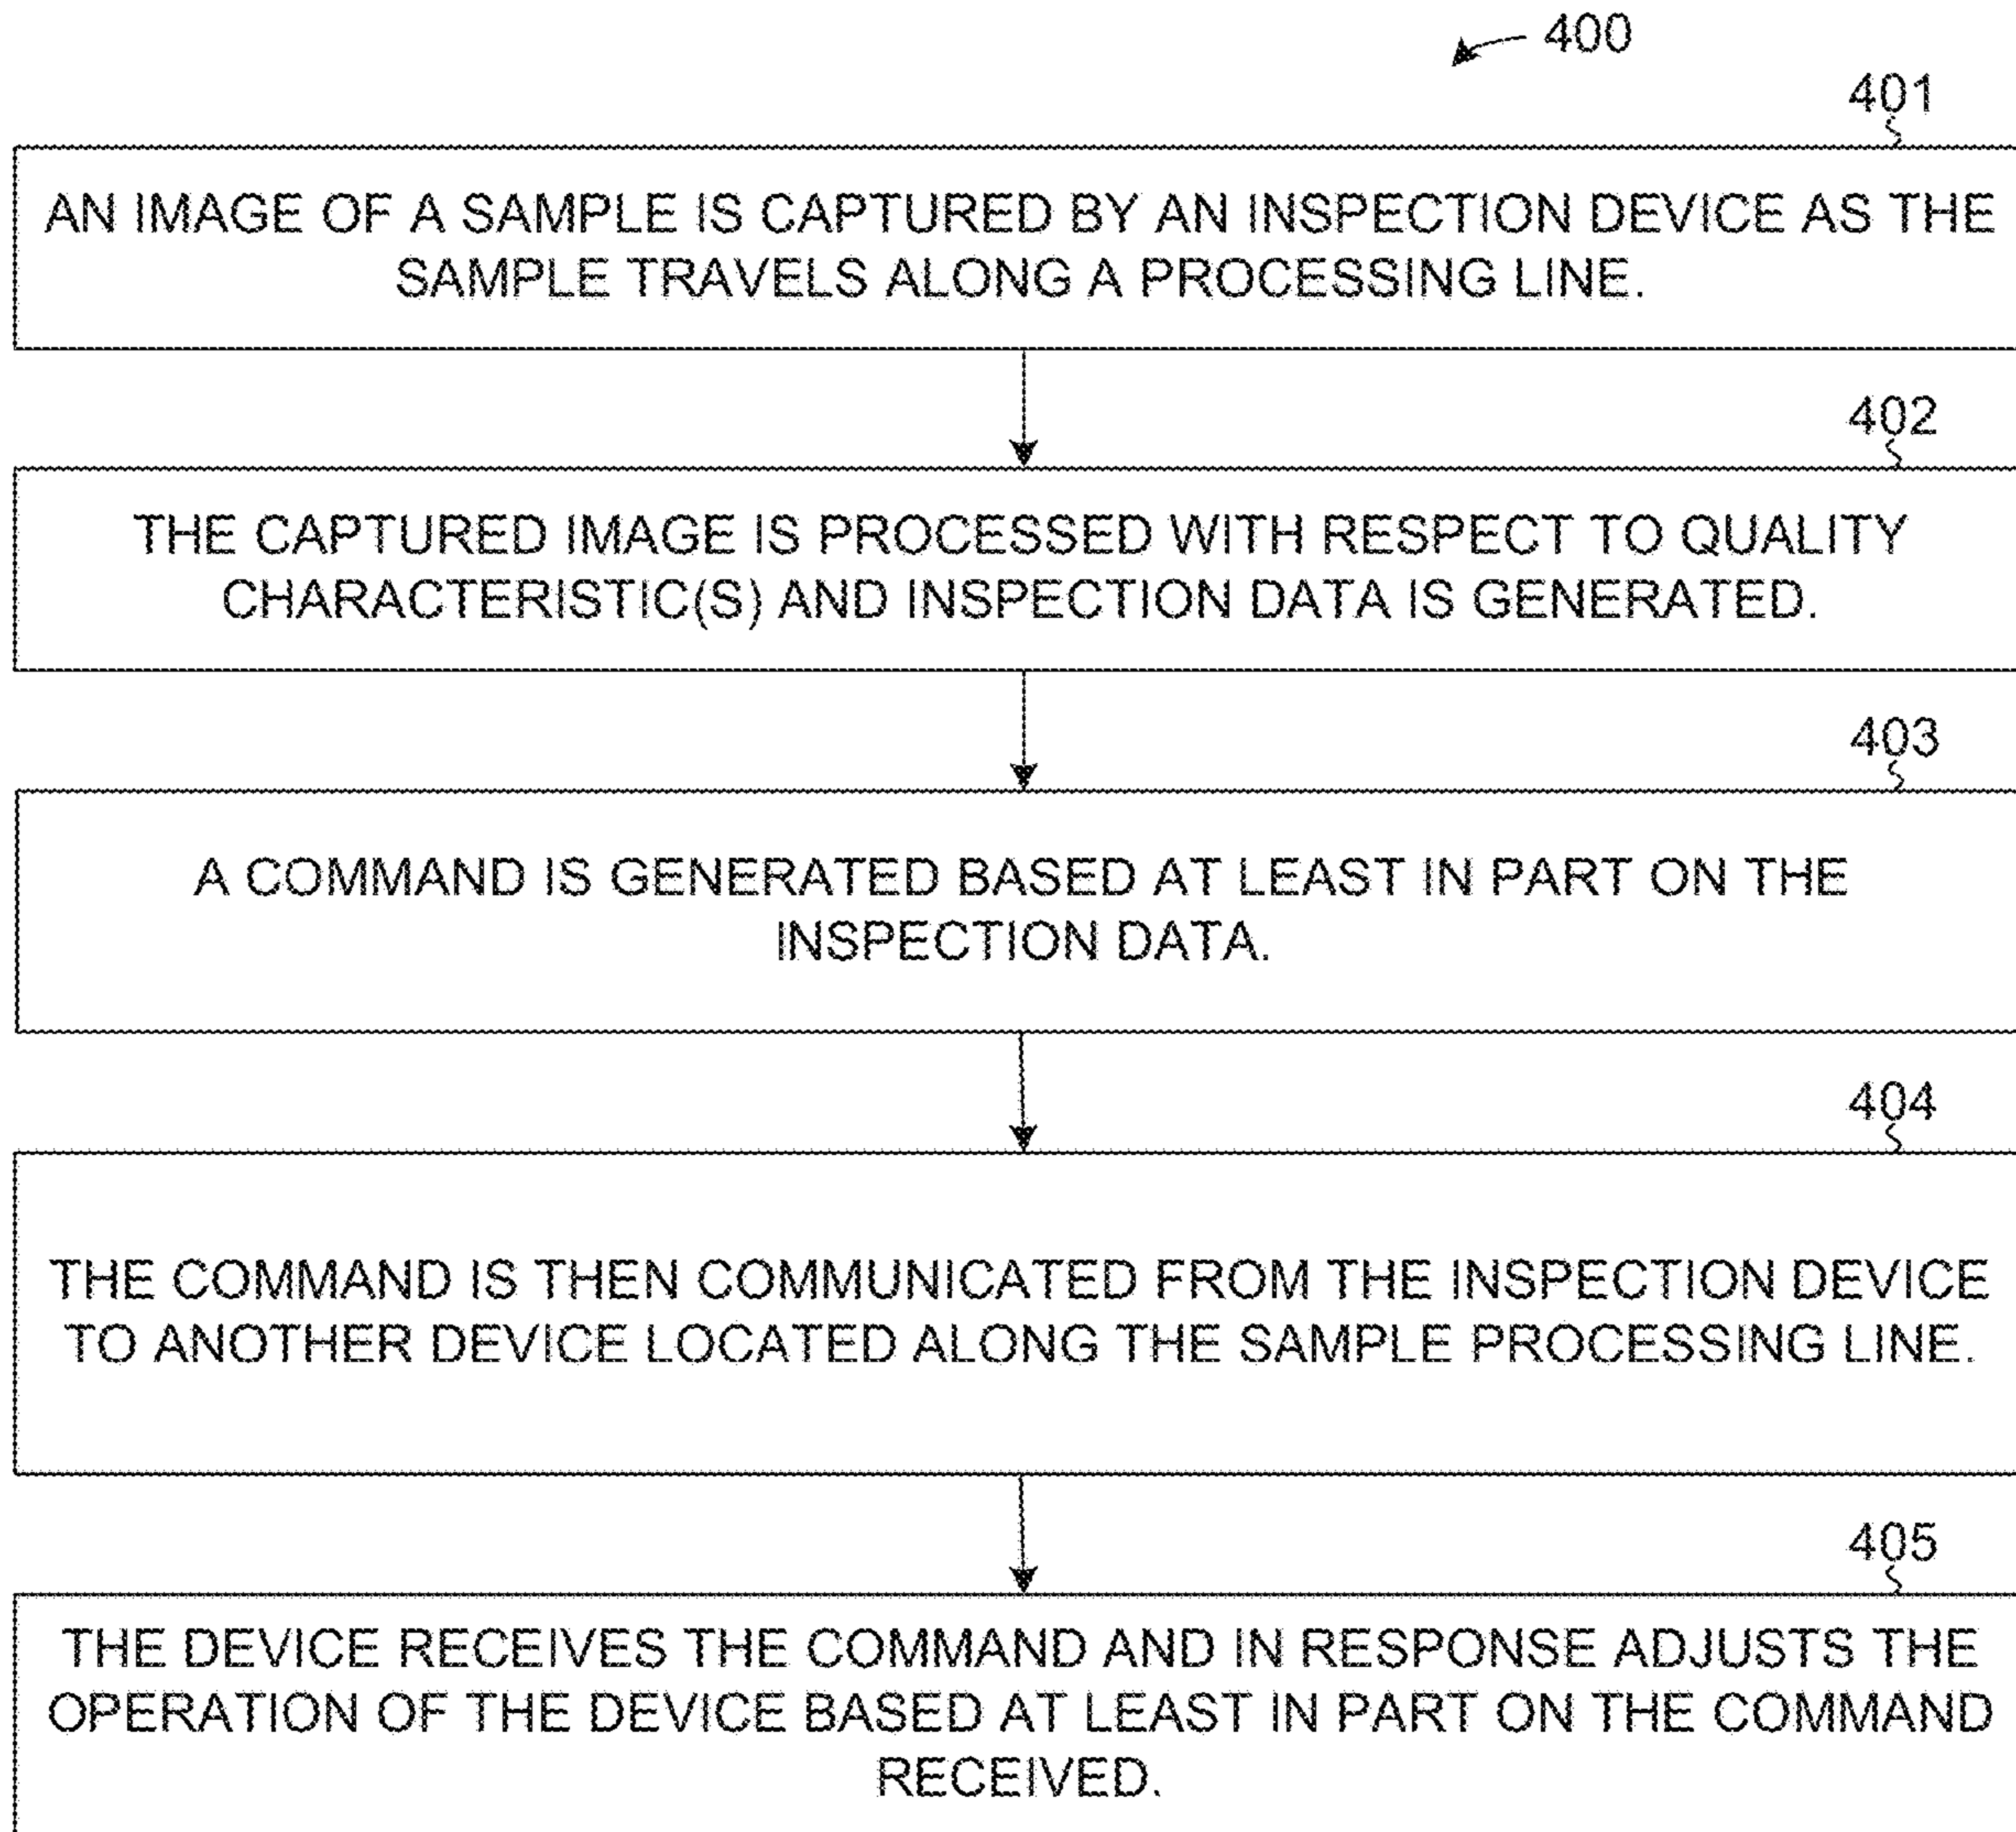 400
401
AN IMAGE OF A SAMPLE IS CAPTURED BY AN INSPECTION DEVICE AS THE
SAMPLE TRAVELS ALONG A PROCESSING LINE.
402
THE CAPTURED IMAGE IS PROCESSED WITH RESPECT TO QUALITY
CHARACTERISTIC(S) AND INSPECTION DATA IS GENERATED.
403
A COMMAND IS GENERATED BASED AT LEAST IN PART ON THE
INSPECTION DATA.
404
THE COMMAND IS THEN COMMUNICATED FROM THE INSPECTION DEVICE
TO ANOTHER DEVICE LOCATED ALONG THE SAMPLE PROCESSING LINE.
405
THE DEVICE RECEIVES THE COMMAND AND IN RESPONSE ADJUSTS THE
OPERATION OF THE DEVICE BASED AT LEAST IN PART ON THE COMMAND
RECEIVED.